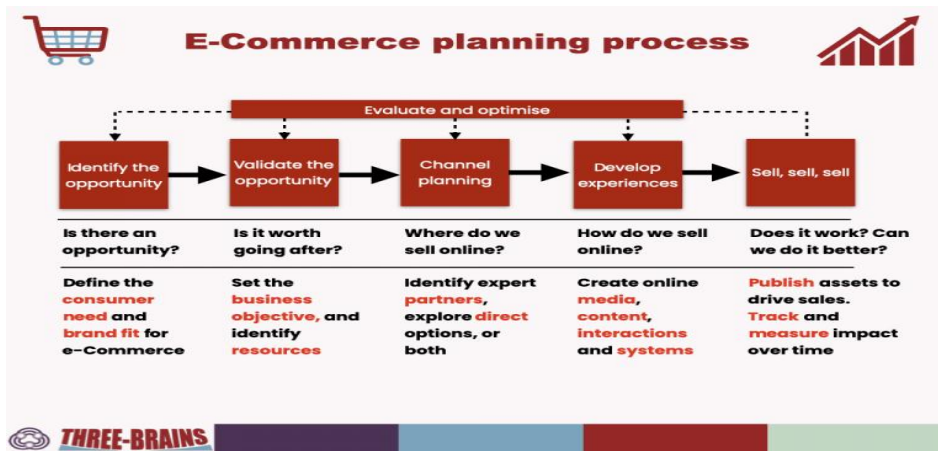 E-Commerce planning process
Evaluate and optimise
Identify the
opportunity
Validate the
opportunity
Channel
planning
Develop
experiences
Sell, sell, sell
Is there an
opportunity?
Is it worth
going after?
Where do we
sell online?
How do we sell
online?
Does it work? Can
we do it better?
Define the
consumer
need and
brand fit for
e-Commerce
Set the
business
objective, and
identify
resources
Identify expert
partners,
explore direct
options, or
both
Create online
media,
content,
interactions
and systems
Publish assets to
drive sales.
Track and
measure impact
over time
THREE-BRAINS